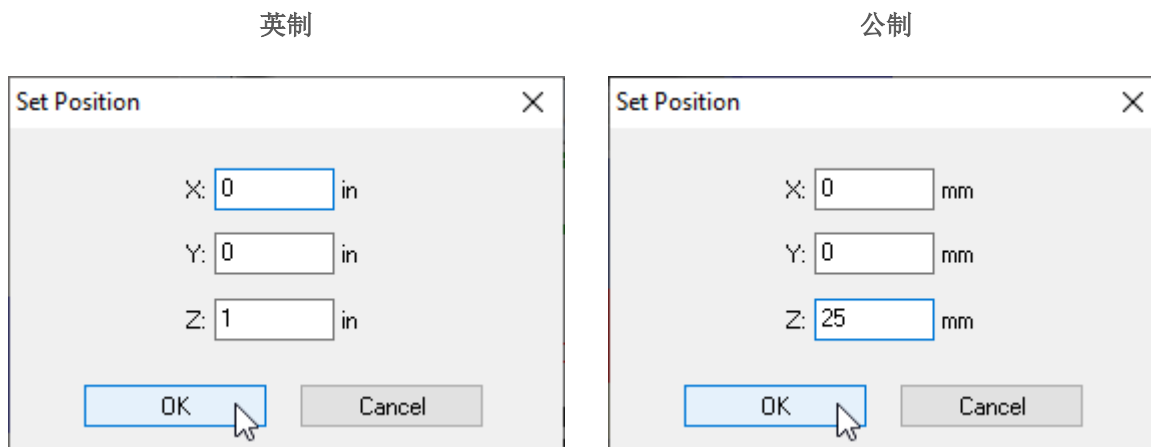 英制
公制
Set Position
X: 0 in
Y: 0 in
Z: 1 in
OK Cancel
Set Position
X: 0 mm
Y: 0 mm
Z: 25 mm
OK Cancel